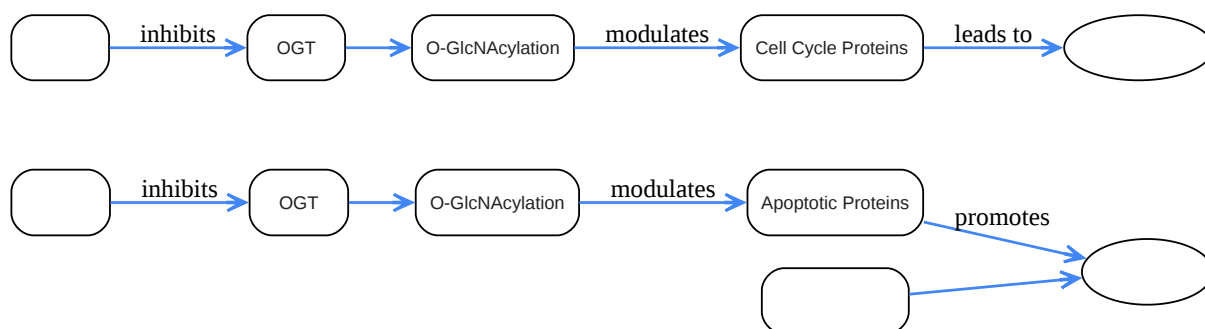 inhibits
OGT
O-GlcNAcylation
modulates
Cell Cycle Proteins
leads to
inhibits
OGT
O-GlcNAcylation
modulates
Apoptotic Proteins
promotes